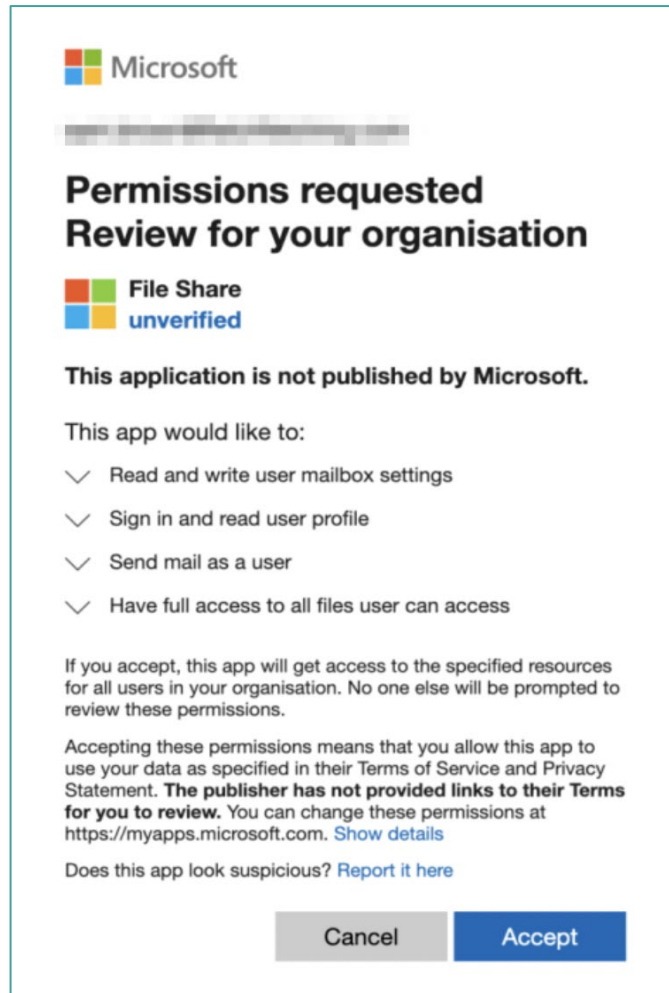 Microsoft
Permissions requested
Review for your organisation
File Share
unverified
This application is not published by Microsoft.
This app would like to:
Read and write user mailbox settings
Sign in and read user profile
Send mail as a user
Have full access to all files user can access
If you accept, this app will get access to the specified resources
for all users in your organisation. No one else will be prompted to
review these permissions.
Accepting these permissions means that you allow this app to
use your data as specified in their Terms of Service and Privacy
Statement. The publisher has not provided links to their Terms
for you to review. You can change these permissions at
https://myapps.microsoft.com. Show details
Does this app look suspicious? Report it here
Cancel Accept